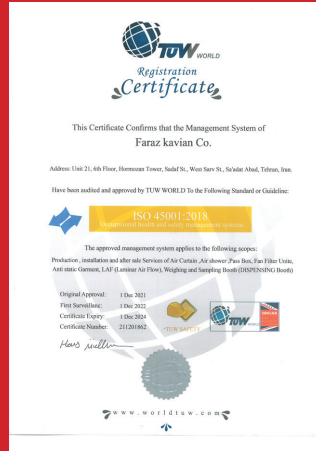 TUW WORLD
Registration
Certificate
This Certificate Confirms that the Management System of
Faraz kavian Co.
Address: Unit 21, 6th Floor, Hormozan Tower, Sadaf St., West Sarv St., Sa'adat Abad, Tehran, Iran.
Have been audited and approved by TUW WORLD To the Following Standard or Guideline:
ISO 45001:2018
Occupational health and safety management systems
The approved management system applies to the following scopes:
Production , installation and after sale Services of Air Curtain ,Air shower ,Pass Box, Fan Filter Units,
Anti static Garment, LAF (Laminar Air Flow), Weighing and Sampling Booth (DISPENSING Booth)
Original Approval: 1 Dec 2021
First Surveillance: 1 Dec 2022
Certificate Expiry: 1 Dec 2024
Certificate Number: 211201862
TUW SAFETY
TUW
www.worldtuw.com